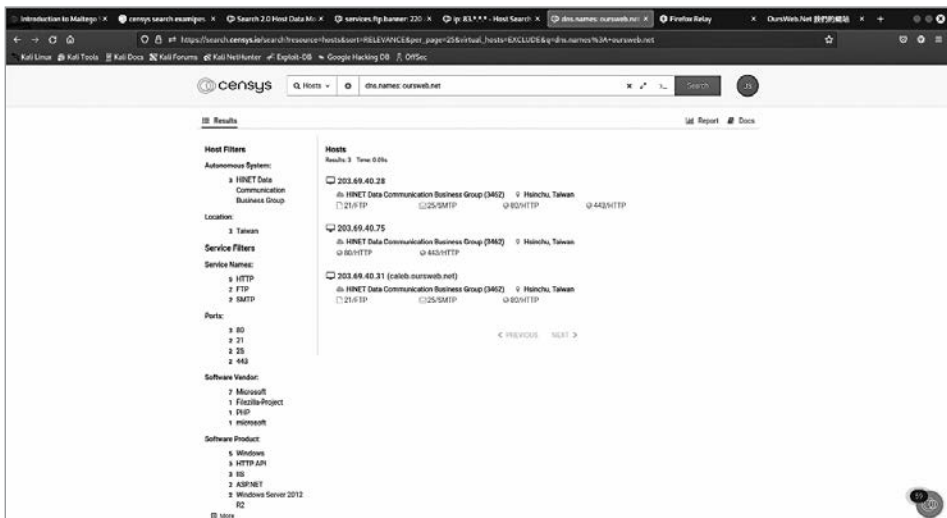 Introduction to Maltego
censys search exampes
Search 2.0 Host Data Mo
services.ftp.banner: 220
ip: 83.*.*.* - Host Search
dns.names: oursweb.net
Firefox Relay
OursWeb.Net 我們的網站
https://search.censys.io/search?resource=hosts&sort=RELEVANCE&per_page=25&virtual_hosts=EXCLUDE&q=dns.names%3A+oursweb.net
Kali Linux Kali Tools Kali Docs Kali Forums Kali NetHunter Exploit-DB Google Hacking DB OffSec
censys
Hosts
dns.names: oursweb.net
Search
JS
Results
Report Docs
Host Filters
Autonomous System:
3 HINET Data
Communication
Business Group
Location:
3 Taiwan
Service Filters
Service Names:
5 HTTP
2 FTP
2 SMTP
Ports:
3 80
2 21
2 25
2 443
Software Vendor:
7 Microsoft
1 Filezilla-Project
1 PHP
1 microsoft
Software Product:
5 Windows
3 HTTP API
3 IIS
2 ASP.NET
2 Windows Server 2012
R2
More
Hosts
Results: 3 Time: 0.09s
203.69.40.28
HINET Data Communication Business Group (3462) Hsinchu, Taiwan
21/FTP 25/SMTP 80/HTTP 443/HTTP
203.69.40.75
HINET Data Communication Business Group (3462) Hsinchu, Taiwan
80/HTTP 443/HTTP
203.69.40.31 (caleb.oursweb.net)
HINET Data Communication Business Group (3462) Hsinchu, Taiwan
21/FTP 25/SMTP 80/HTTP
PREVIOUS NEXT
59